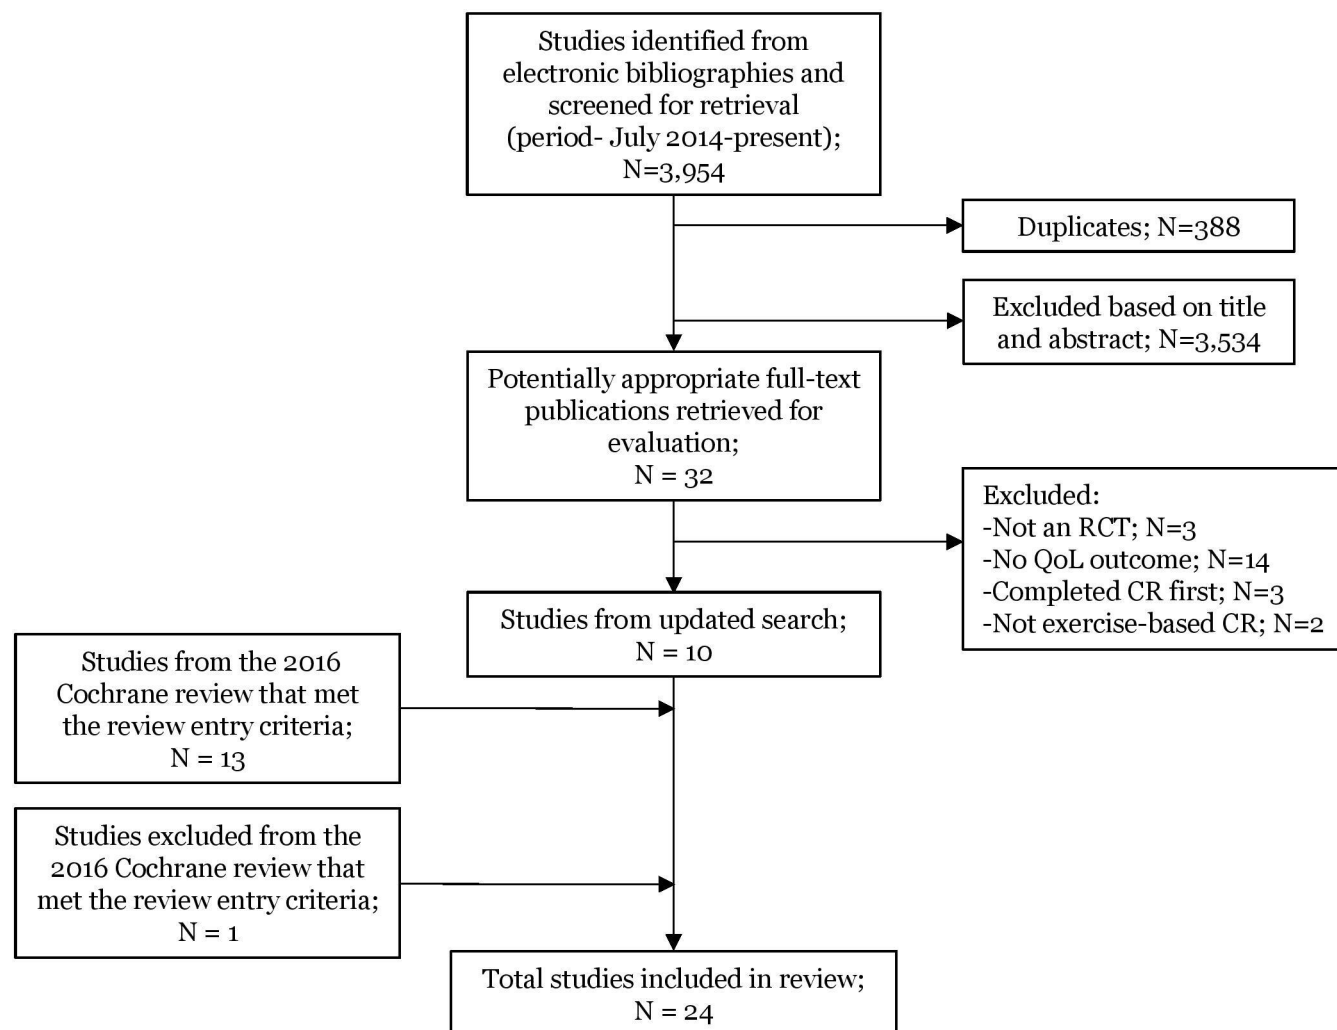 Studies identified from
electronic bibliographies and
screened for retrieval
(period- July 2014-present);
N=3,954
Duplicates; N=388
Excluded based on title
and abstract; N=3,534
Potentially appropriate full-text
publications retrieved for
evaluation;
N = 32
Excluded:
-Not an RCT; N=3
-No QoL outcome; N=14
-Completed CR first; N=3
-Not exercise-based CR; N=2
Studies from updated search;
N = 10
Studies from the 2016
Cochrane review that met
the review entry criteria;
N = 13
Studies excluded from the
2016 Cochrane review that
met the review entry criteria;
N = 1
Total studies included in review;
N = 24